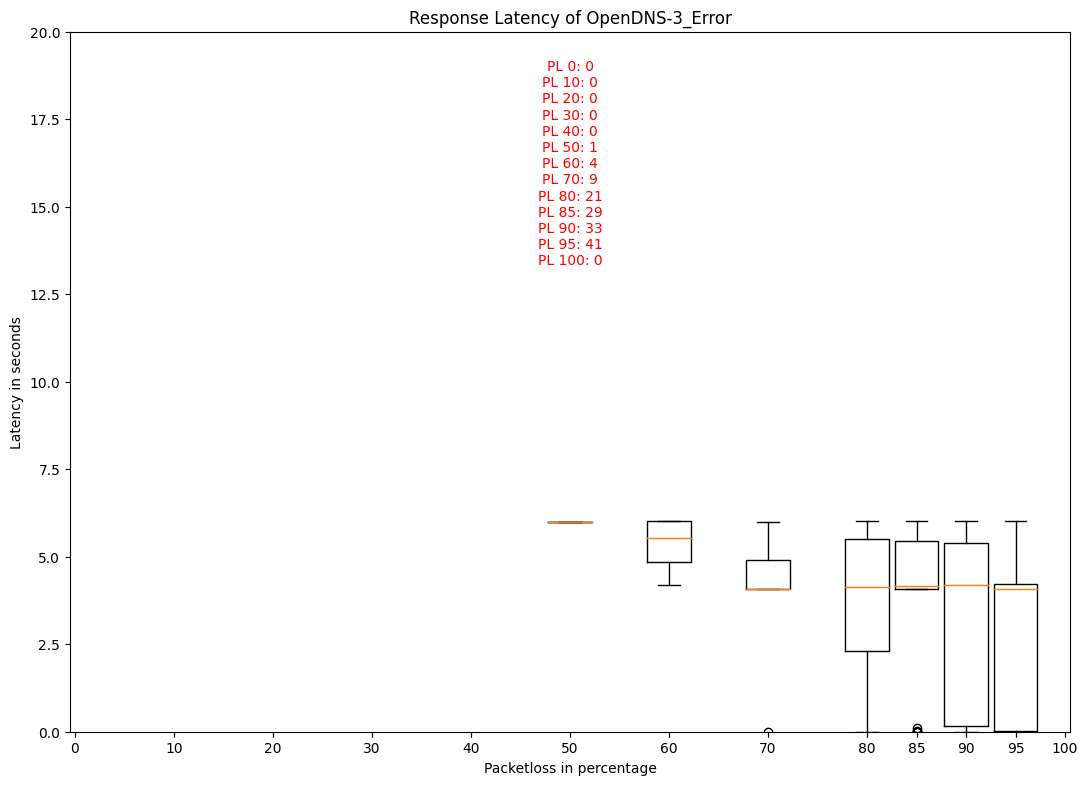 Response Latency of OpenDNS-3_Error
20.0
17.5
15.0
12.5
10.0
7.5
5.0
2.5
0.0
Latency in seconds
PL 0: 0
PL 10: 0
PL 20: 0
PL 30: 0
PL 40: 0
PL 50: 1
PL 60: 4
PL 70: 9
PL 80: 21
PL 85: 29
PL 90: 33
PL 95: 41
PL 100: 0
0 10 20 30 40 50 60 70 80 85 90 95 100
Packetloss in percentage